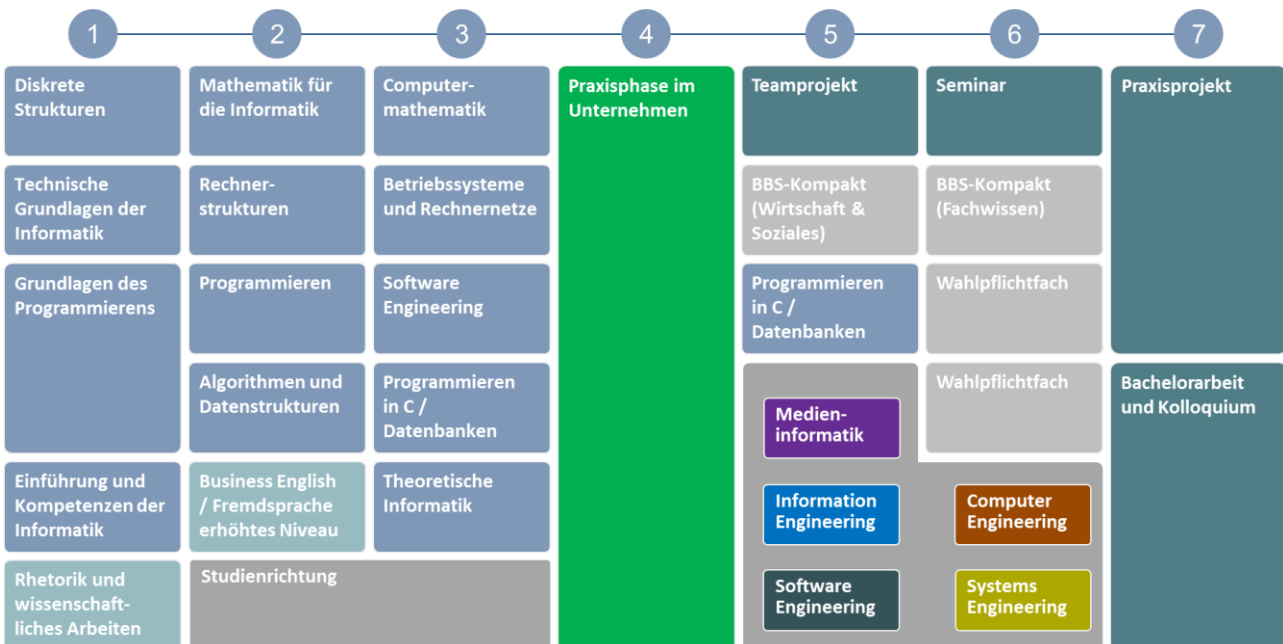 1
2
3
4
5
6
7
Diskrete
Strukturen
Mathematik für
die Informatik
Computer-
mathematik
Praxisphase im
Unternehmen
Teamprojekt
Seminar
Praxisprojekt
Technische
Grundlagen der
Informatik
Rechner-
strukturen
Betriebssysteme
und Rechnernetze
BBS-Kompakt
(Wirtschaft &
Soziales)
BBS-Kompakt
(Fachwissen)
Grundlagen des
Programmierens
Programmieren
Software
Engineering
Programmieren
in C /
Datenbanken
Wahlpflichtfach
Algorithmen und
Datenstrukturen
Programmieren
in C /
Datenbanken
Medien-
informatik
Wahlpflichtfach
Bachelorarbeit
und Kolloquium
Einführung und
Kompetenzen der
Informatik
Business English
/ Fremdsprache
erhöhtes Niveau
Theoretische
Informatik
Information
Engineering
Computer
Engineering
Rhetorik und
wissenschaft-
liches Arbeiten
Studienrichtung
Software
Engineering
Systems
Engineering